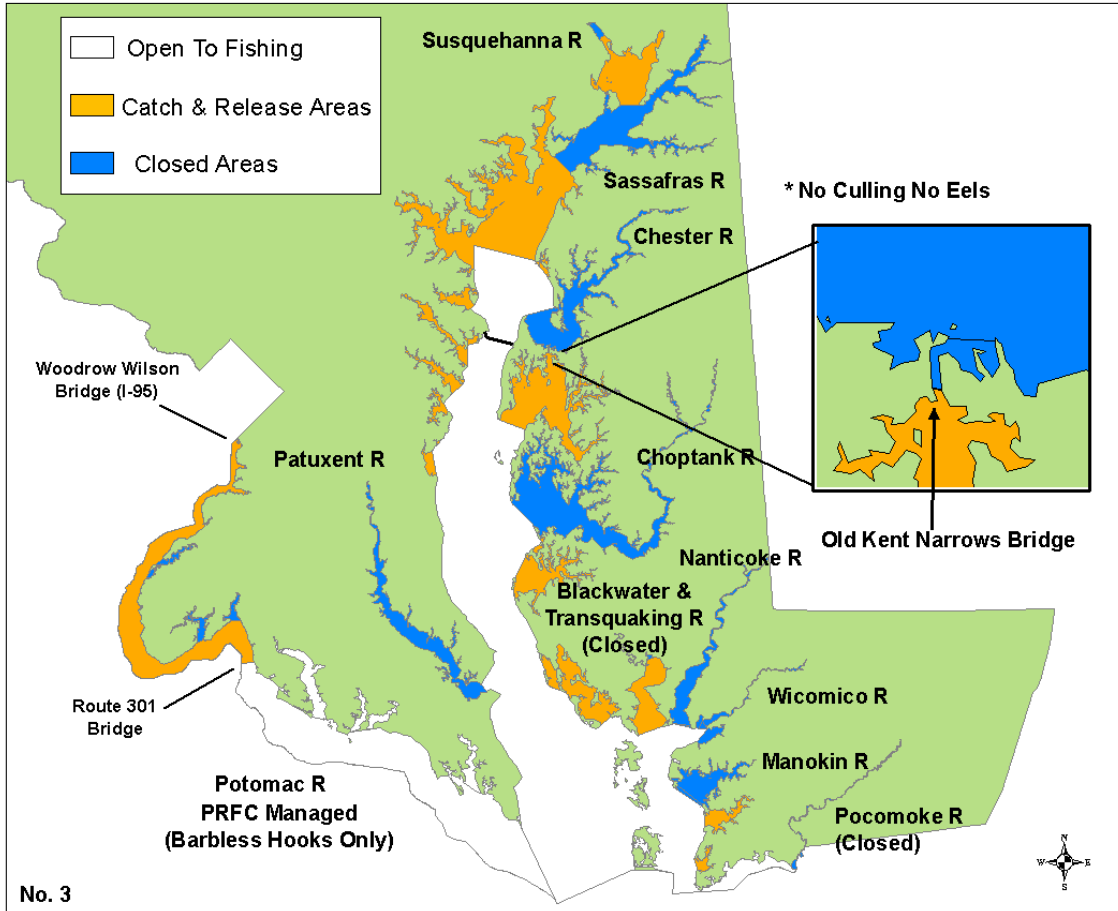 Open To Fishing
Catch & Release Areas
Closed Areas
Susquehanna R
Sassafras R
Chester R
* No Culling No Eels
Woodrow Wilson
Bridge (I-95)
Patuxent R
Choptank R
Old Kent Narrows Bridge
Nanticoke R
Blackwater &
Transquaking R
(Closed)
Wicomico R
Route 301
Bridge
Manokin R
Potomac R
PRFC Managed
(Barbless Hooks Only)
Pocomoke R
(Closed)
N
W E
S
No. 3